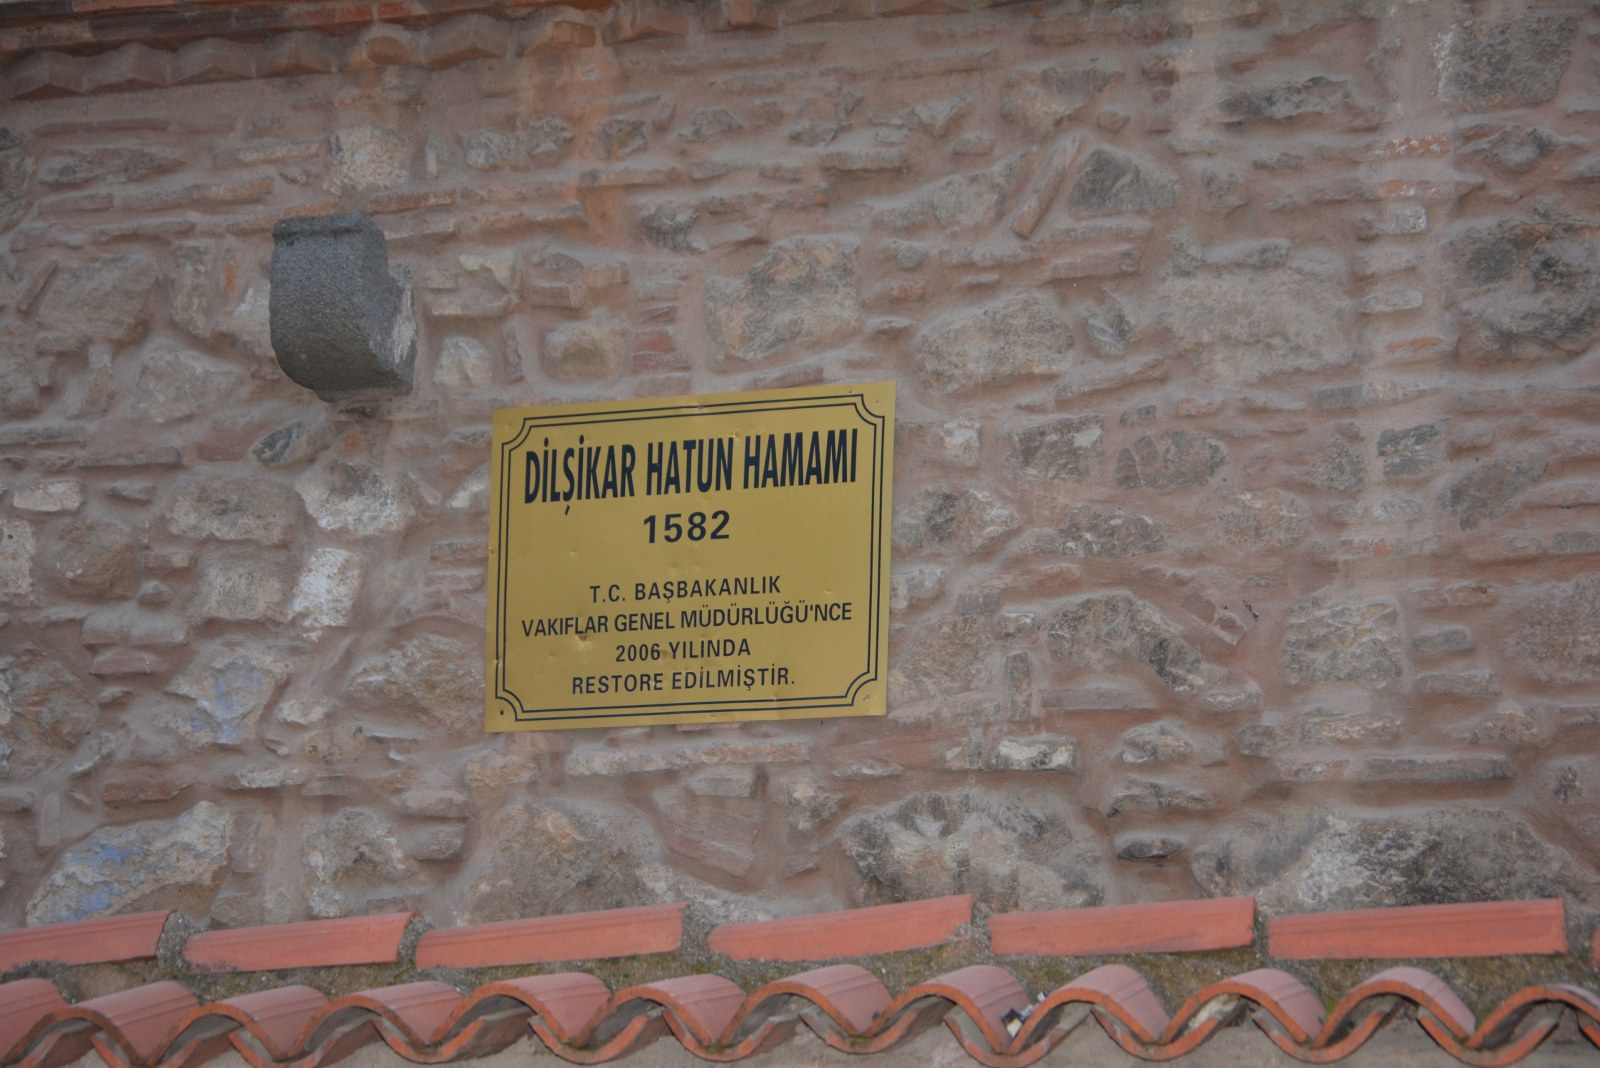 DİLŞİKAR HATUN HAMAMI
1582
T.C. BAŞBAKANLIK
VAKIFLAR GENEL MÜDÜRLÜĞÜ'NCE
2006 YILINDA
RESTORE EDİLMİŞTİR.